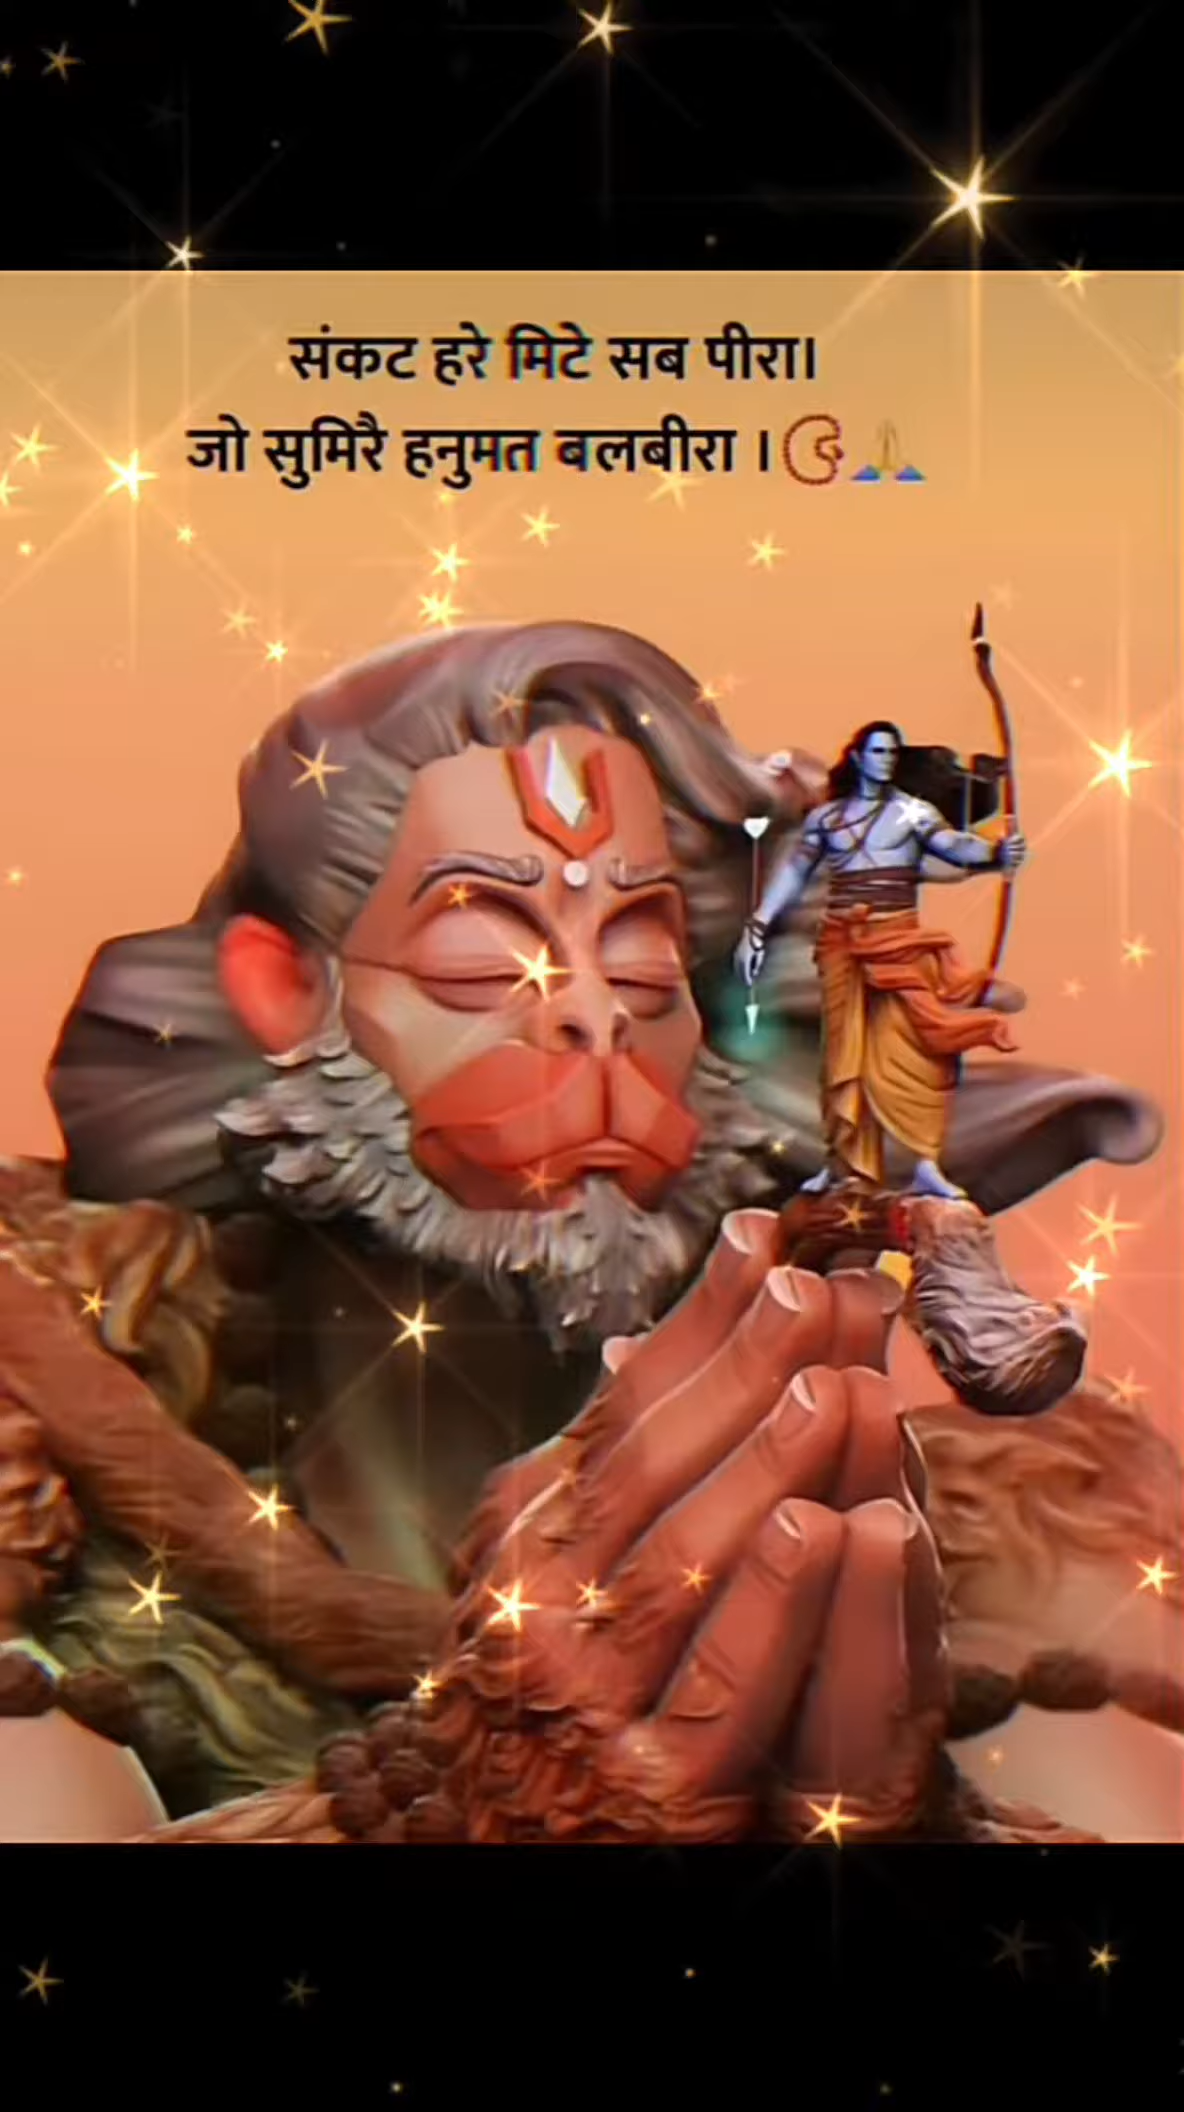 संकट हरे मिटे सब पीरा।
जो सुमिरै हनुमत बलबीरा । 📿🙏